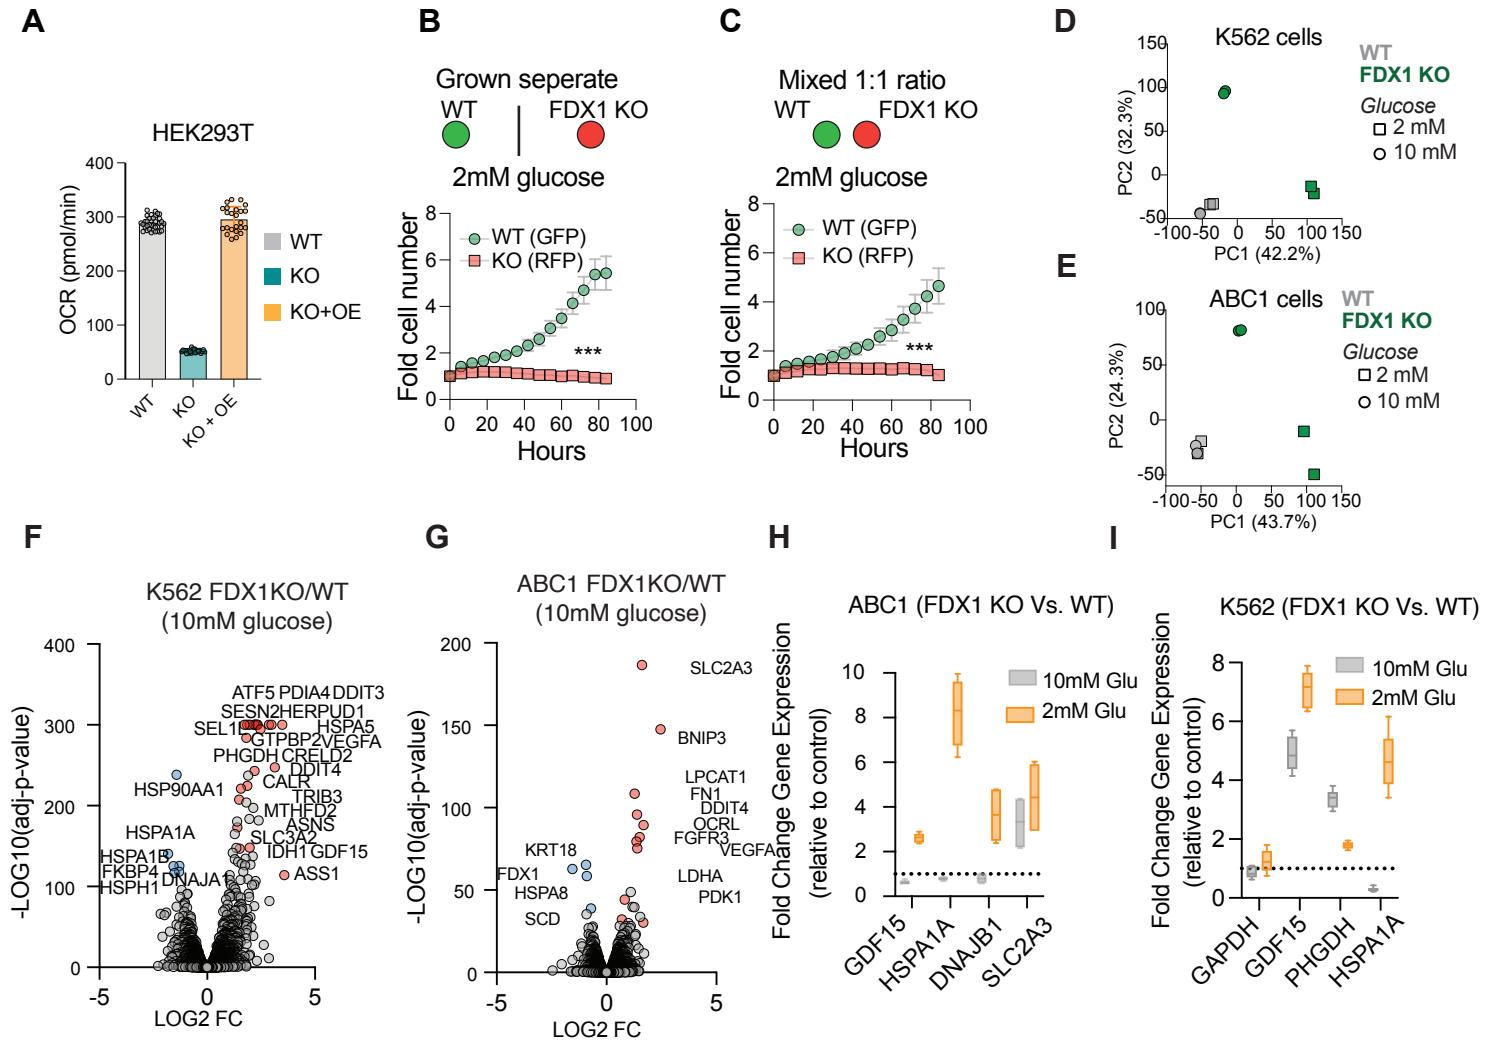 A
HEK293T
OCR (pmol/min)
400
300
200
100
0
WT
KO
KO + OE
WT
KO
KO+OE
B
Grown seperate
WT
FDX1 KO
2mM glucose
Fold cell number
8
6
4
2
0
WT (GFP)
KO (RFP)
***
0 20 40 60 80 100
Hours
C
Mixed 1:1 ratio
WT
FDX1 KO
2mM glucose
Fold cell number
8
6
4
2
0
WT (GFP)
KO (RFP)
***
0 20 40 60 80 100
Hours
D
K562 cells
PC2 (32.3%)
150
100
50
0
-50
-100 -50 0 50 100 150
PC1 (42.2%)
WT
FDX1 KO
Glucose
2 mM
10 mM
E
ABC1 cells
PC2 (24.3%)
100
50
0
-50
-100 -50 0 50 100 150
PC1 (43.7%)
WT
FDX1 KO
Glucose
2 mM
10 mM
F
K562 FDX1KO/WT
(10mM glucose)
-LOG10(adj-p-value)
400
300
200
100
0
ATF5 PDIA4 DDIT3
SESN2 HERPUD1
SEL1L HSPA5
GTPBP2 VEGFA
PHGDH CRELD2
DDIT4
HSP90AA1 CALR
TRIB3
MTHFD2
HSPA1A ASNS
SLC3A2
HSPA1B IDH1 GDF15
FKBP4 DNAJA1 ASS1
HSPH1
-5 0 5
LOG2 FC
G
ABC1 FDX1KO/WT
(10mM glucose)
-LOG10(adj-p-value)
200
150
100
50
0
SLC2A3
BNIP3
LPCAT1
FN1
DDIT4
OCRL
FGFR3
KRT18 VEGFA
FDX1 LDHA
HSPA8 PDK1
SCD
-5 0 5
LOG2 FC
H
ABC1 (FDX1 KO Vs. WT)
Fold Change Gene Expression
(relative to control)
10
8
6
4
2
0
10mM Glu
2mM Glu
GDF15
HSPA1A
DNAJB1
SLC2A3
I
K562 (FDX1 KO Vs. WT)
Fold Change Gene Expression
(relative to control)
8
6
4
2
0
10mM Glu
2mM Glu
GAPDH
GDF15
PHGDH
HSPA1A